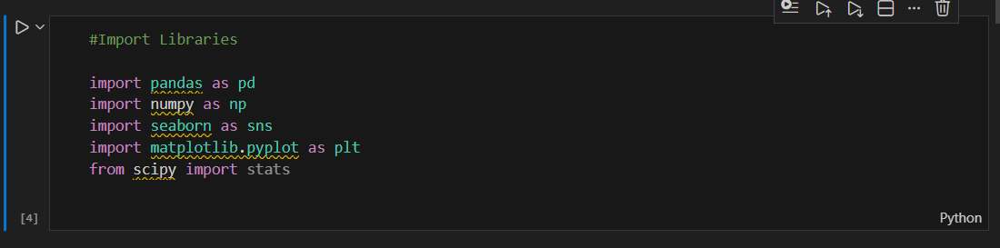 #Import Libraries
import pandas as pd
import numpy as np
import seaborn as sns
import matplotlib.pyplot as plt
from scipy import stats
[4]
Python